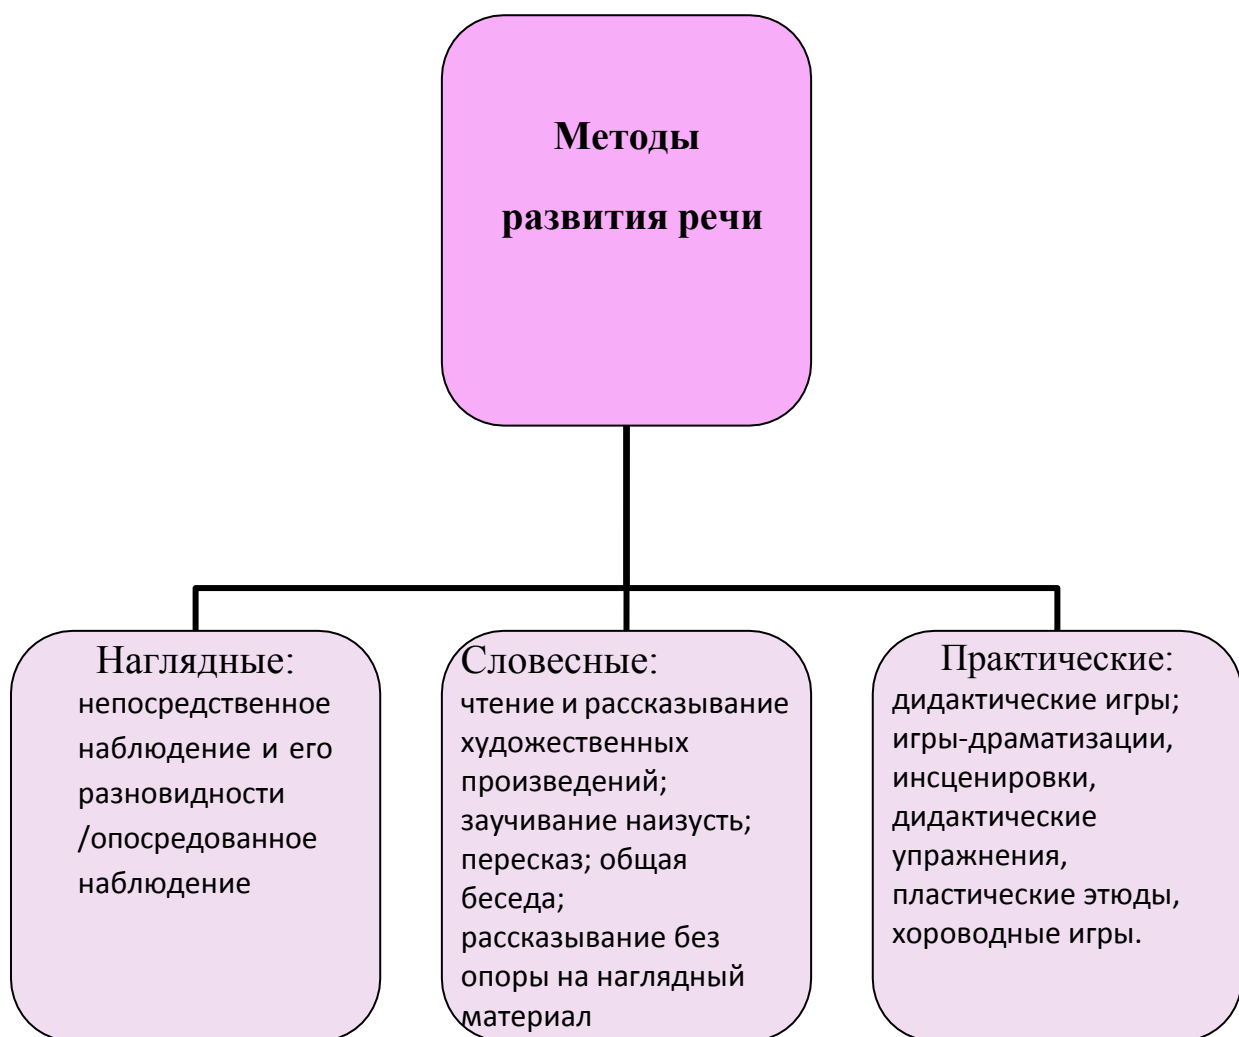 Методы
развития речи
Наглядные:
непосредственное
наблюдение и его
разновидности
/опосредованное
наблюдение
Словесные:
чтение и рассказывание
художественных
произведений;
заучивание наизусть;
пересказ; общая
беседа;
рассказывание без
опоры на наглядный
материал
Практические:
дидактические игры;
игры-драматизации,
инсценировки,
дидактические
упражнения,
пластические этюды,
хороводные игры.